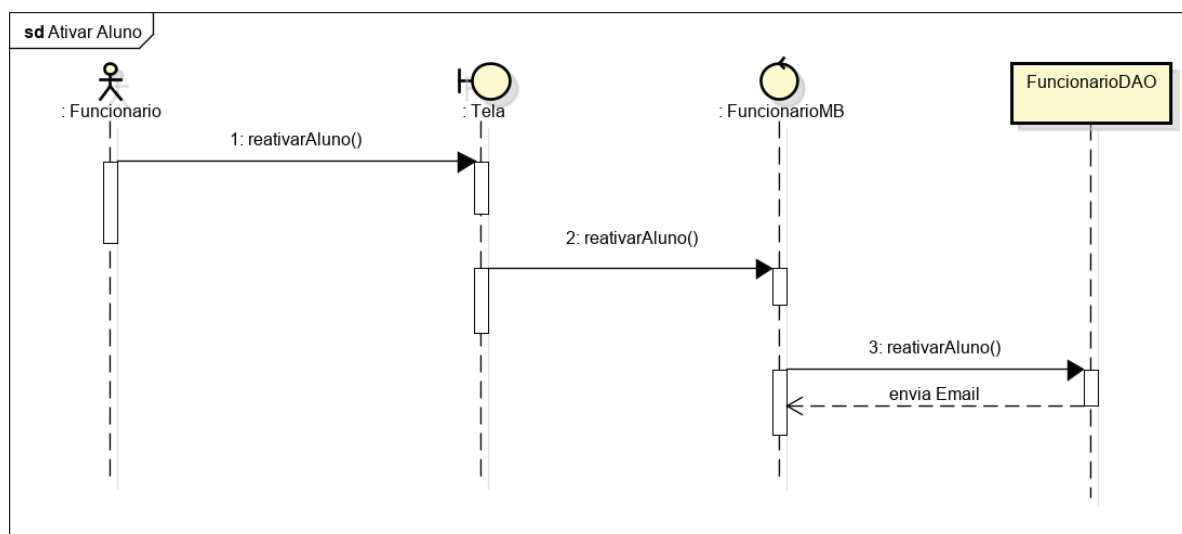 sd Ativar Aluno
: Funcionario
: Tela
: FuncionarioMB
FuncionarioDAO
1: reativarAluno()
2: reativarAluno()
3: reativarAluno()
envia Email